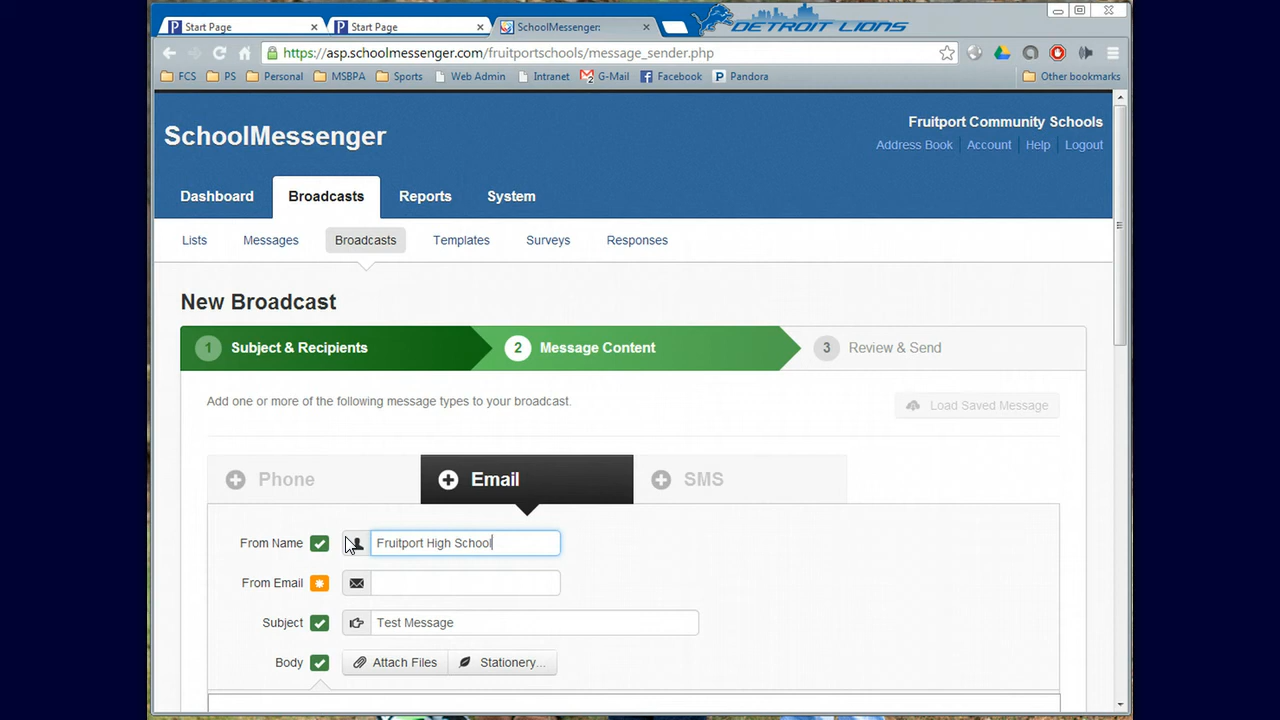 Start Page
Start Page
SchoolMessenger:
DETROIT LIONS
https://asp.schoolmessenger.com/fruitportschools/message_sender.php
FCS PS Personal MSBPA Sports Web Admin Intranet G-Mail Facebook Pandora Other bookmarks
SchoolMessenger
Fruitport Community Schools
Address Book Account Help Logout
Dashboard Broadcasts Reports System
Lists Messages Broadcasts Templates Surveys Responses
New Broadcast
1 Subject & Recipients 2 Message Content 3 Review & Send
Add one or more of the following message types to your broadcast.
Load Saved Message
Phone Email SMS
From Name Fruitport High School
From Email
Subject Test Message
Body Attach Files Stationery...